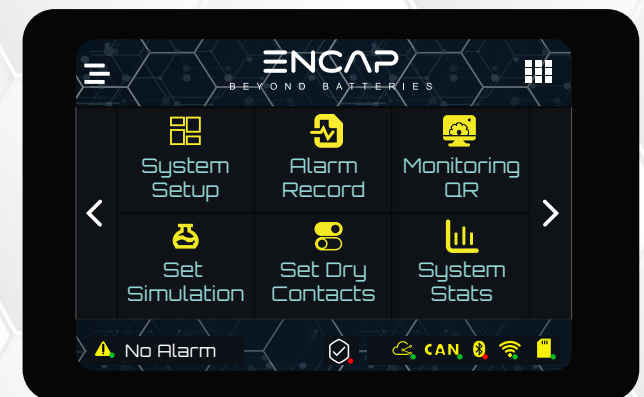 ENCAP
BEYOND BATTERIES
System
Setup
Alarm
Record
Monitoring
QR
Set
Simulation
Set Dry
Contacts
System
Stats
No Alarm
CAN